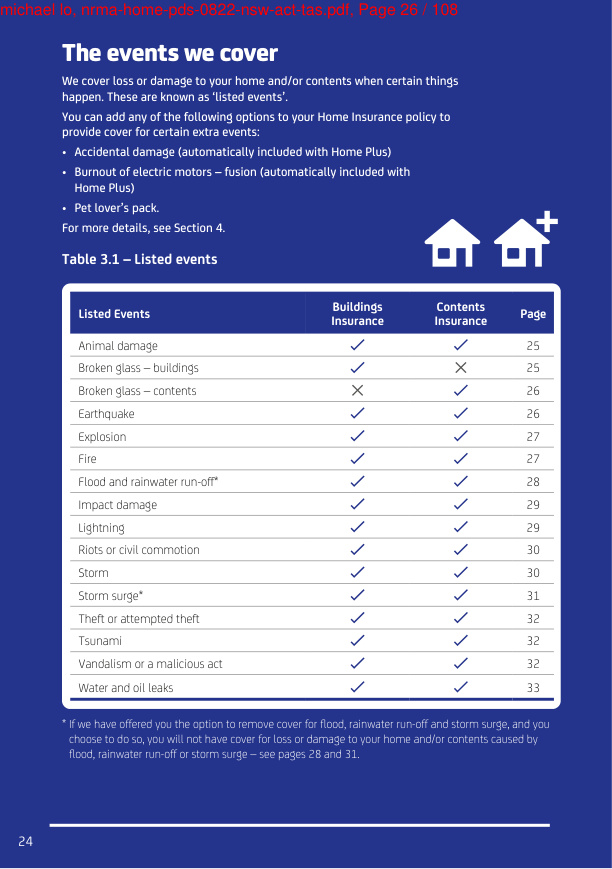 michael lo, nrma-home-pds-0822-nsw-act-tas.pdf, Page 26 / 108
The events we cover
We cover loss or damage to your home and/or contents when certain things
happen. These are known as ‘listed events’.
You can add any of the following options to your Home Insurance policy to
provide cover for certain extra events:
• Accidental damage (automatically included with Home Plus)
• Burnout of electric motors – fusion (automatically included with
Home Plus)
• Pet lover’s pack.
For more details, see Section 4.
Table 3.1 – Listed events
Listed Events Buildings Insurance Contents Insurance Page
Animal damage ✓ ✓ 25
Broken glass – buildings ✓ ✕ 25
Broken glass – contents ✕ ✓ 26
Earthquake ✓ ✓ 26
Explosion ✓ ✓ 27
Fire ✓ ✓ 27
Flood and rainwater run-off* ✓ ✓ 28
Impact damage ✓ ✓ 29
Lightning ✓ ✓ 29
Riots or civil commotion ✓ ✓ 30
Storm ✓ ✓ 30
Storm surge* ✓ ✓ 31
Theft or attempted theft ✓ ✓ 32
Tsunami ✓ ✓ 32
Vandalism or a malicious act ✓ ✓ 32
Water and oil leaks ✓ ✓ 33
* If we have offered you the option to remove cover for flood, rainwater run-off and storm surge, and you
choose to do so, you will not have cover for loss or damage to your home and/or contents caused by
flood, rainwater run-off or storm surge – see pages 28 and 31.
24